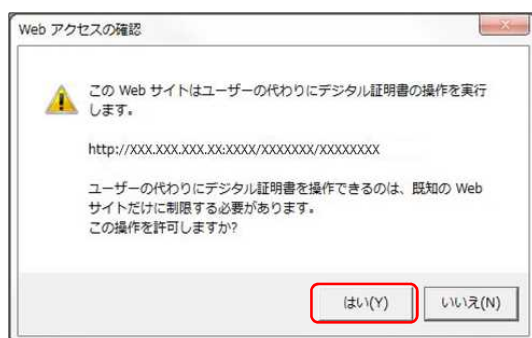 Web アクセスの確認
この Web サイトはユーザーの代わりにデジタル証明書の操作を実行
します。
http://XXX.XXX.XXX.XX:XXXX/XXXXXXX/XXXXXXXX
ユーザーの代わりにデジタル証明書を操作できるのは、既知の Web
サイトだけに制限する必要があります。
この操作を許可しますか?
はい(Y)
いいえ(N)